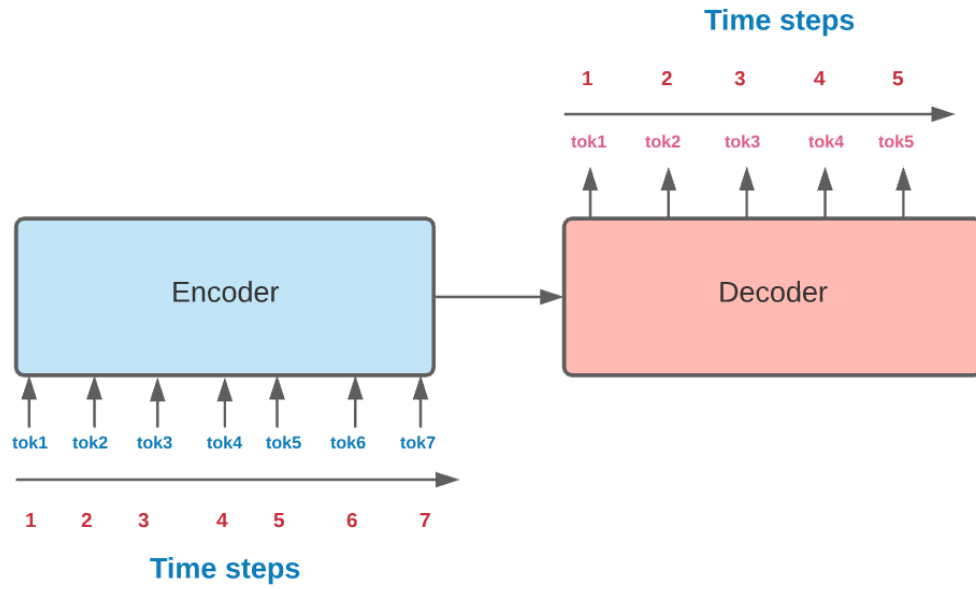 Time steps
1 2 3 4 5
tok1 tok2 tok3 tok4 tok5
Encoder
Decoder
tok1 tok2 tok3 tok4 tok5 tok6 tok7
1 2 3 4 5 6 7
Time steps